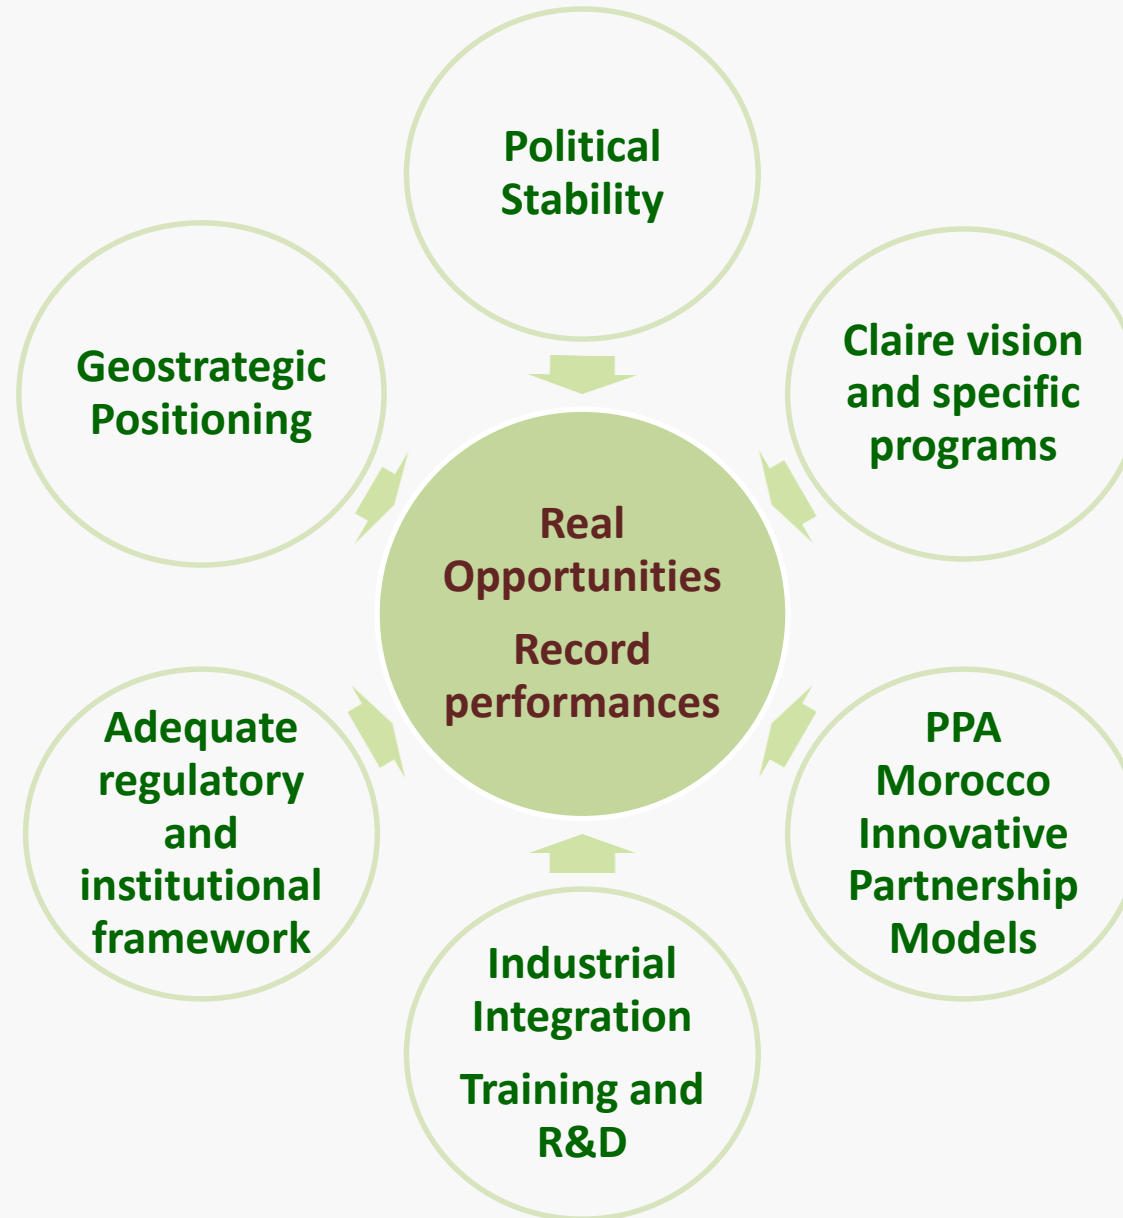 Political
Stability
Geostrategic
Positioning
Claire vision
and specific
programs
Real
Opportunities
Record
performances
Adequate
regulatory
and
institutional
framework
PPA
Morocco
Innovative
Partnership
Models
Industrial
Integration
Training and
R&D